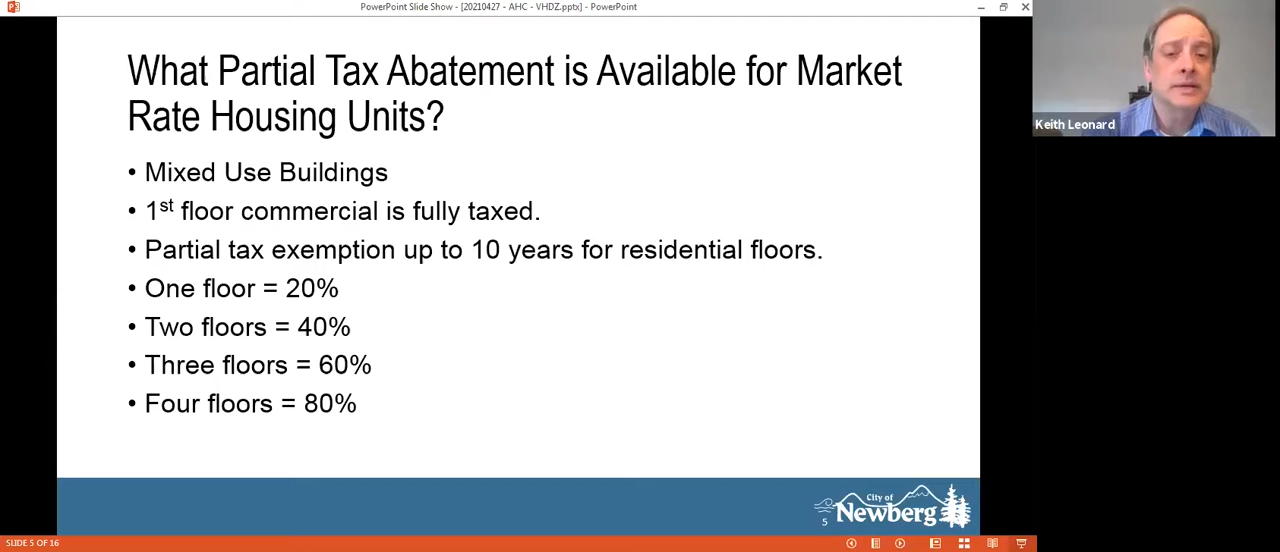 PowerPoint Slide Show - [20210427 - AHC - VHDZ.pptx] - PowerPoint
What Partial Tax Abatement is Available for Market
Rate Housing Units?
• Mixed Use Buildings
• 1st floor commercial is fully taxed.
• Partial tax exemption up to 10 years for residential floors.
• One floor = 20%
• Two floors = 40%
• Three floors = 60%
• Four floors = 80%
Keith Leonard
City of
Newberg
5
SLIDE 5 OF 16